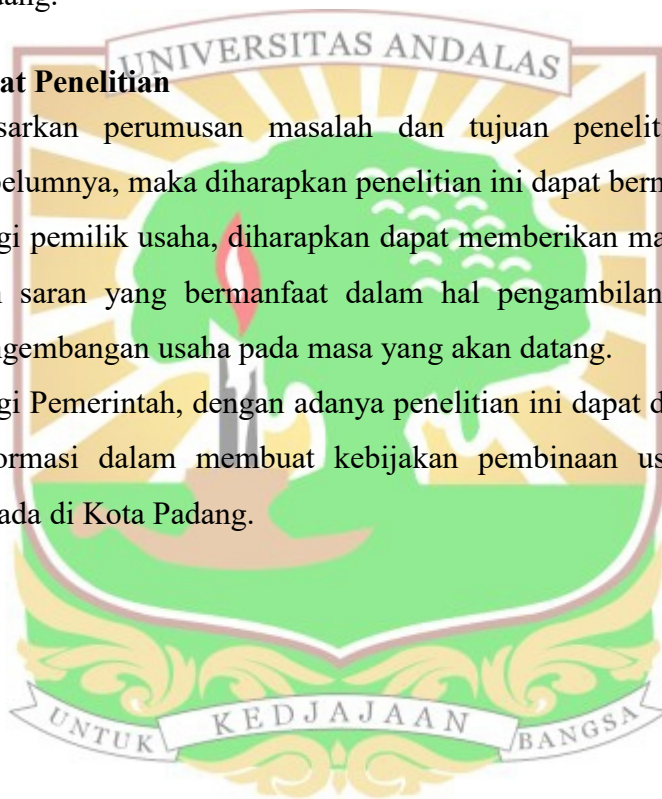 ang.
UNIVERSITAS ANDALAS
at Penelitian
sarkan perumusan masalah dan tujuan penelit
belumnya, maka diharapkan penelitian ini dapat berm
gi pemilik usaha, diharapkan dapat memberikan ma
n saran yang bermanfaat dalam hal pengambilan
ngembangan usaha pada masa yang akan datang.
gi Pemerintah, dengan adanya penelitian ini dapat d
ormasi dalam membuat kebijakan pembinaan us
ada di Kota Padang.
UNTUK KEDJAJAAN BANGSA